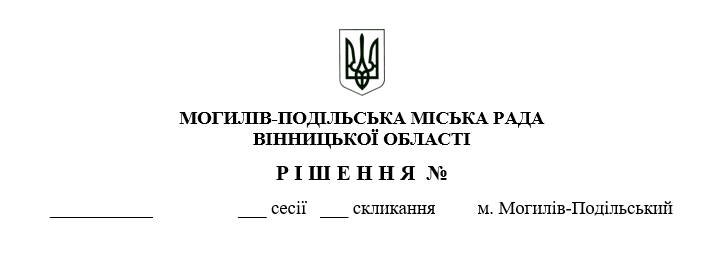 МОГИЛІВ-ПОДІЛЬСЬКА МІСЬКА РАДА
ВІННИЦЬКОЇ ОБЛАСТІ
Р І Ш Е Н Н Я №
___________ ___ сесії ___ скликання м. Могилів-Подільський